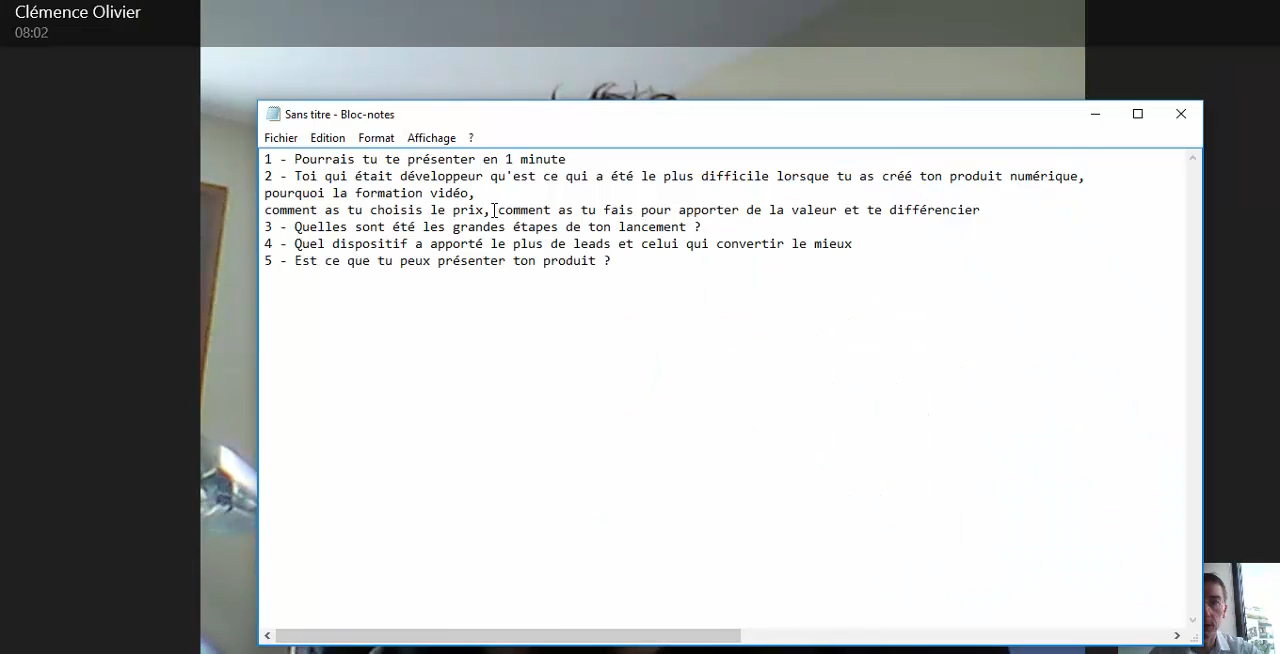 Clémence Olivier
08:02
Sans titre - Bloc-notes
Fichier Edition Format Affichage ?
1 - Pourrais tu te présenter en 1 minute
2 - Toi qui était développeur qu'est ce qui a été le plus difficile lorsque tu as créé ton produit numérique,
pourquoi la formation vidéo,
comment as tu choisis le prix, comment as tu fais pour apporter de la valeur et te différencier
3 - Quelles sont été les grandes étapes de ton lancement ?
4 - Quel dispositif a apporté le plus de leads et celui qui convertir le mieux
5 - Est ce que tu peux présenter ton produit ?